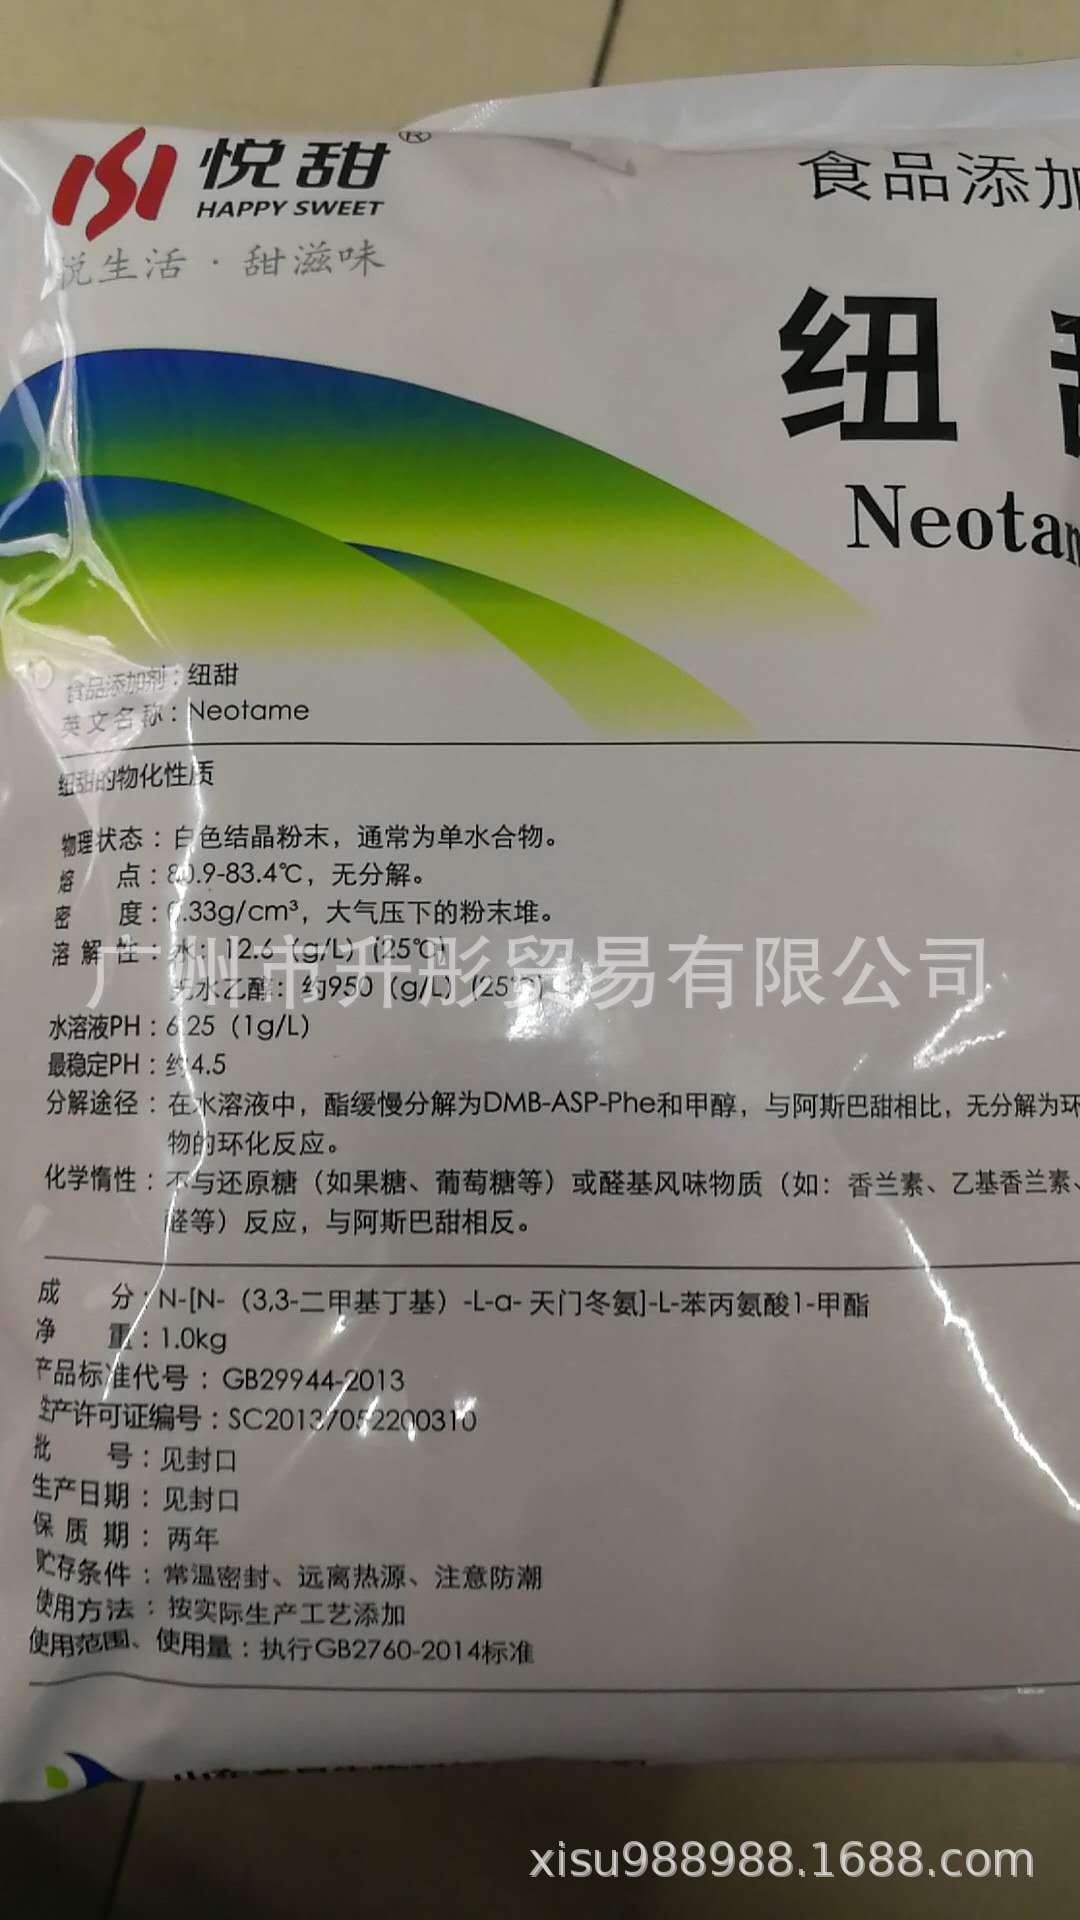 悦甜®
HAPPY SWEET
悦生活·甜滋味
食品添加
纽
Neotam
食品添加剂：纽甜
英文名称：Neotame
纽甜的物化性质
物理状态：白色结晶粉末，通常为单水合物。
熔 点：80.9-83.4℃，无分解。
密 度：0.33g/cm³，大气压下的粉末堆。
溶解性：水：12.6（g/L）(25℃)
无水乙醇：约950（g/L）(25℃)
广州市升彤贸易有限公司
水溶液PH：6.25（1g/L）
最稳定PH：约4.5
分解途径：在水溶液中，酯缓慢分解为DMB-ASP-Phe和甲醇，与阿斯巴甜相比，无分解为环
物的环化反应。
化学惰性：不与还原糖（如果糖、葡萄糖等）或醛基风味物质（如：香兰素、乙基香兰素、
醛等）反应，与阿斯巴甜相反。
成 分：N-[N-（3,3-二甲基丁基）-L-α-天门冬氨]-L-苯丙氨酸1-甲酯
净 重：1.0kg
产品标准代号：GB29944-2013
生产许可证编号：SC20137052200310
批 号：见封口
生产日期：见封口
保质期：两年
贮存条件：常温密封、远离热源、注意防潮
使用方法：按实际生产工艺添加
使用范围、使用量：执行GB2760-2014标准
xisu988988.1688.com